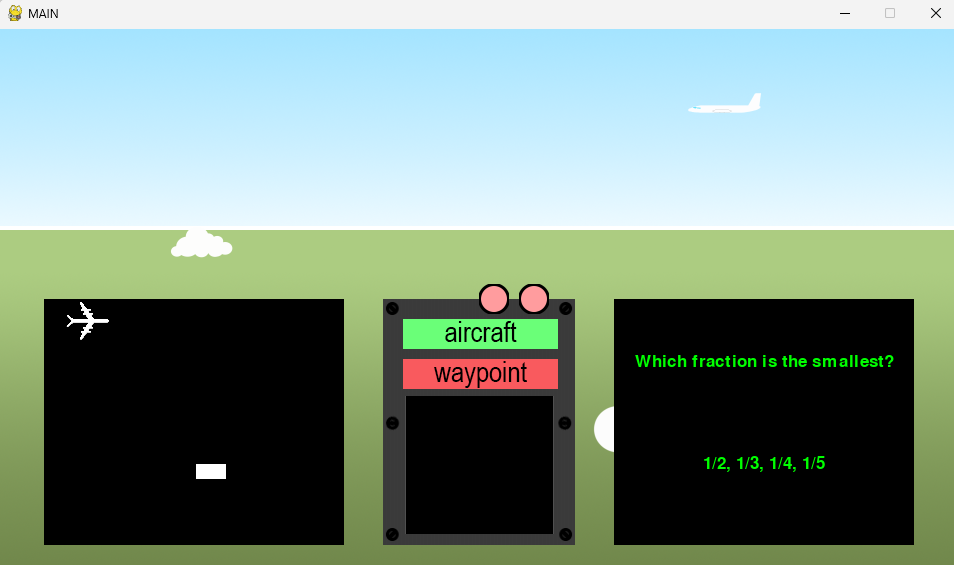 MAIN
aircraft
waypoint
Which fraction is the smallest?
1/2, 1/3, 1/4, 1/5